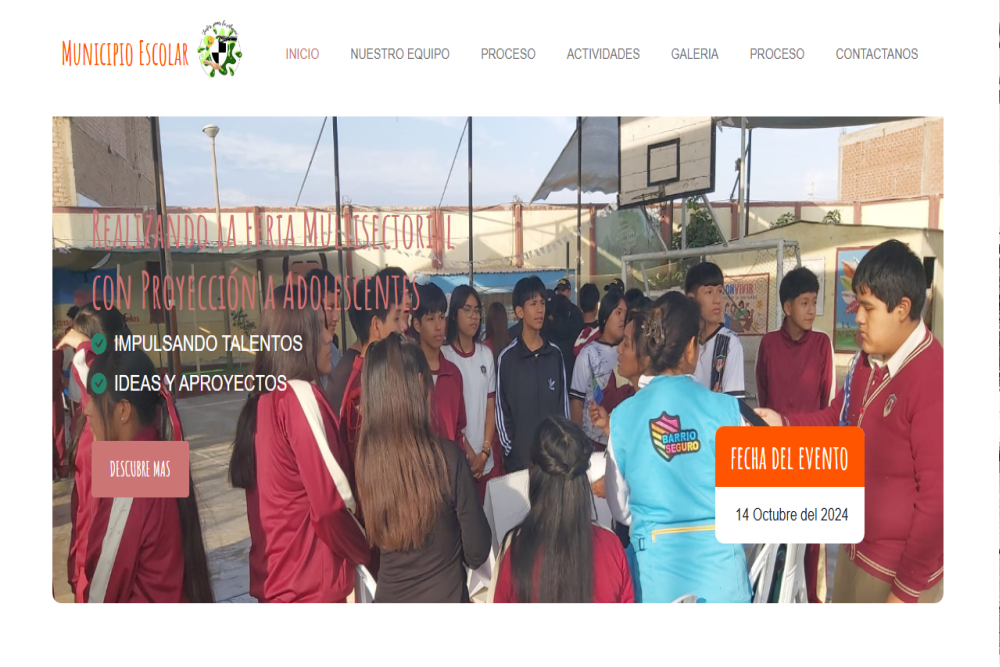 MUNICIPIO ESCOLAR
INICIO NUESTRO EQUIPO PROCESO ACTIVIDADES GALERIA PROCESO CONTACTANOS
REALIZANDO LA FERIA MULTISECTORIAL
CON PROYECCIÓN A ADOLESCENTES
IMPULSANDO TALENTOS
IDEAS Y APROYECTOS
DESCUBRE MAS
BARRIO
SEGURO
FECHA DEL EVENTO
14 Octubre del 2024